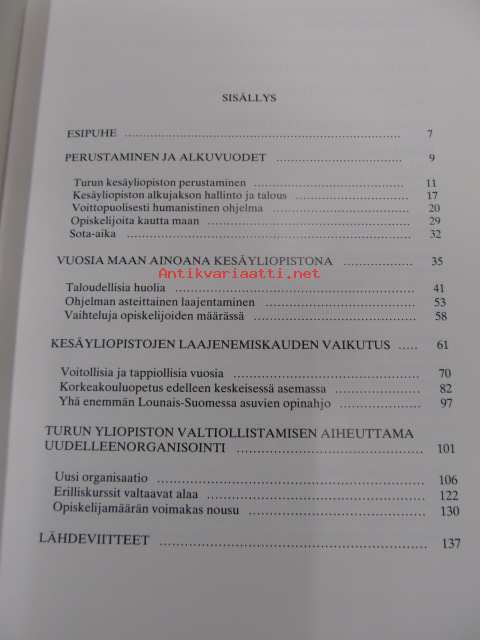 SISÄLLYS
ESIPUHE ........................................ 7
PERUSTAMINEN JA ALKUVUODET ........................................ 9
Turun kesäyliopiston perustaminen ........................................ 11
Kesäyliopiston alkujakson hallinto ja talous ........................................ 17
Voittopuolisesti humanistinen ohjelma ........................................ 20
Opiskelijoita kautta maan ........................................ 29
Sota-aika ........................................ 32
VUOSIA MAAN AINOANA KESÄYLIOPISTONA ........................................ 35
Antikvariaatti.net
Taloudellisia huolia ........................................ 41
Ohjelman asteittainen laajentaminen ........................................ 53
Vaihteluja opiskelijoiden määrässä ........................................ 58
KESÄYLIOPISTOJEN LAAJENEMISKAUDEN VAIKUTUS ..... 61
Voitollisia ja tappiollisia vuosia ........................................ 70
Korkeakouluopetus edelleen keskeisessä asemassa ........................................ 82
Yhä enemmän Lounais-Suomessa asuvien opinahjo ........................................ 97
TURUN YLIOPISTON VALTIOLLISTAMISEN AIHEUTTAMA
UUDELLEENORGANISOINTI ........................................ 101
Uusi organisaatio ........................................ 106
Erilliskurssit valtaavat alaa ........................................ 122
Opiskelijamäärän voimakas nousu ........................................ 130
LÄHDEVIITTEET ........................................ 137